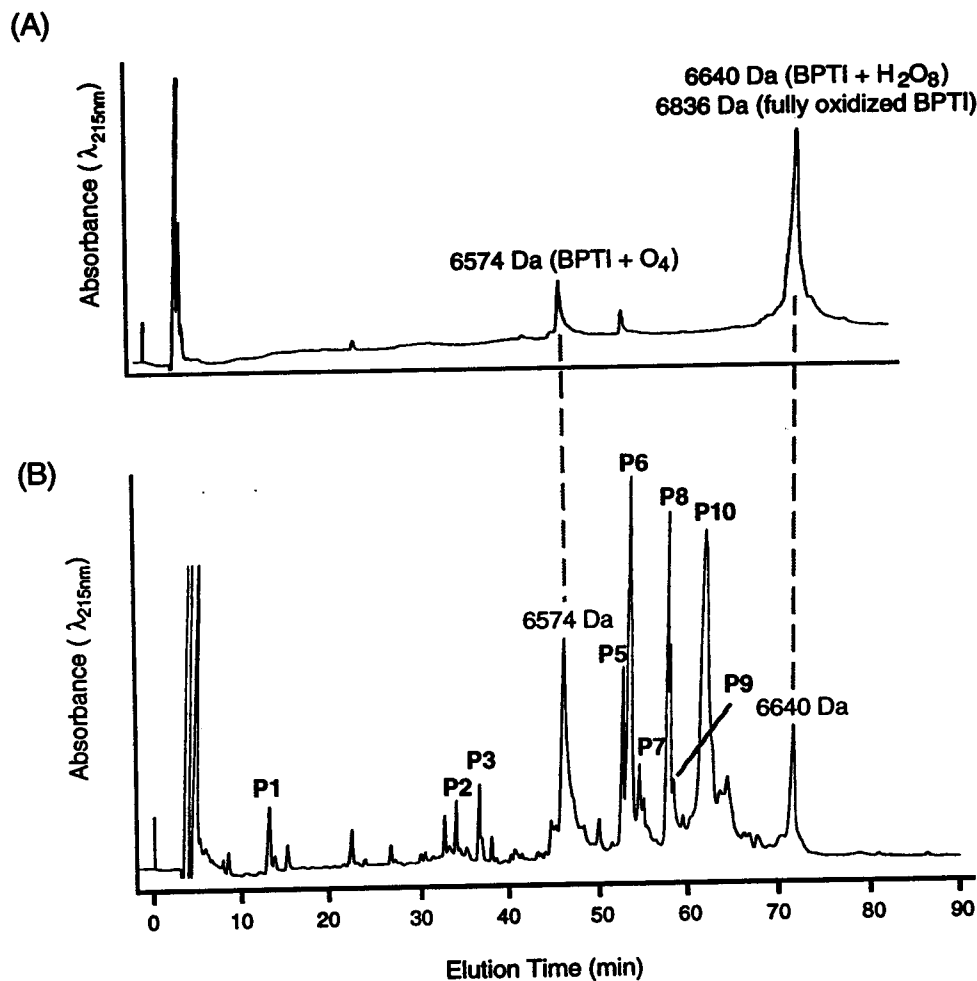 (A)
6640 Da (BPTI + H₂O₈)
6836 Da (fully oxidized BPTI)
Absorbance (λ₂₁₅ₙₘ)
6574 Da (BPTI + O₄)
(B)
P6
P8
P10
6574 Da
P5
P9
6640 Da
P7
P3
P2
P1
Absorbance (λ₂₁₅ₙₘ)
0 10 20 30 40 50 60 70 80 90
Elution Time (min)